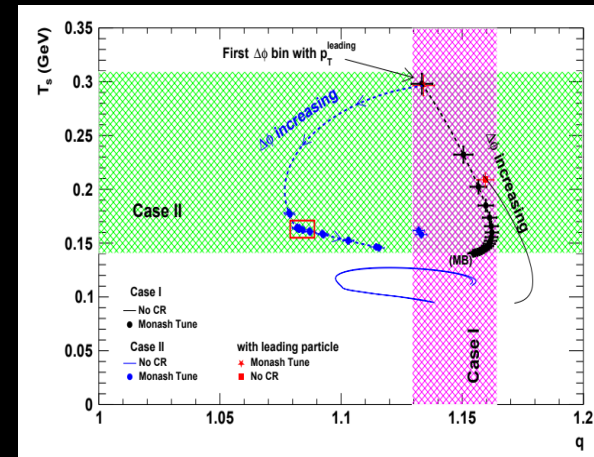 First Δϕ bin with p_T^leading
T_s (GeV)
0.35
0.3
0.25
0.2
0.15
0.1
0.05
0
Δϕ increasing
Δϕ increasing
Case II
(MB)
Case I
Case I
No CR
Monash Tune
Case II
No CR
Monash Tune
with leading particle
Monash Tune
No CR
1
1.05
1.1
1.15
1.2
q